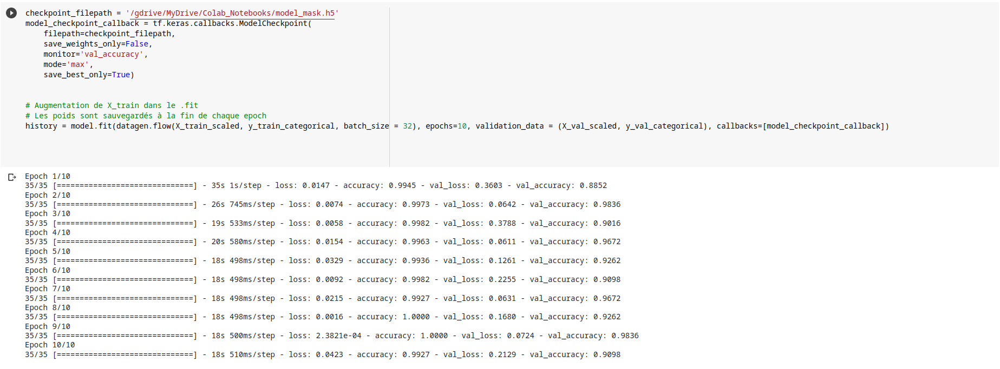 checkpoint_filepath = '/gdrive/MyDrive/Colab_Notebooks/model_mask.h5'
model_checkpoint_callback = tf.keras.callbacks.ModelCheckpoint(
    filepath=checkpoint_filepath,
    save_weights_only=False,
    monitor='val_accuracy',
    mode='max',
    save_best_only=True)
# Augmentation de X_train dans le .fit
# Les poids sont sauvegardés à la fin de chaque epoch
history = model.fit(datagen.flow(X_train_scaled, y_train_categorical, batch_size = 32), epochs=10, validation_data = (X_val_scaled, y_val_categorical), callbacks=[model_checkpoint_callback])
Epoch 1/10
35/35 [==============================] - 35s 1s/step - loss: 0.0147 - accuracy: 0.9945 - val_loss: 0.3603 - val_accuracy: 0.8852
Epoch 2/10
35/35 [==============================] - 26s 745ms/step - loss: 0.0074 - accuracy: 0.9973 - val_loss: 0.0642 - val_accuracy: 0.9836
Epoch 3/10
35/35 [==============================] - 19s 533ms/step - loss: 0.0058 - accuracy: 0.9982 - val_loss: 0.3788 - val_accuracy: 0.9016
Epoch 4/10
35/35 [==============================] - 20s 580ms/step - loss: 0.0154 - accuracy: 0.9963 - val_loss: 0.0611 - val_accuracy: 0.9672
Epoch 5/10
35/35 [==============================] - 18s 498ms/step - loss: 0.0329 - accuracy: 0.9936 - val_loss: 0.1261 - val_accuracy: 0.9262
Epoch 6/10
35/35 [==============================] - 18s 498ms/step - loss: 0.0092 - accuracy: 0.9982 - val_loss: 0.2255 - val_accuracy: 0.9098
Epoch 7/10
35/35 [==============================] - 18s 498ms/step - loss: 0.0215 - accuracy: 0.9927 - val_loss: 0.0631 - val_accuracy: 0.9672
Epoch 8/10
35/35 [==============================] - 18s 498ms/step - loss: 0.0016 - accuracy: 1.0000 - val_loss: 0.1680 - val_accuracy: 0.9262
Epoch 9/10
35/35 [==============================] - 18s 500ms/step - loss: 2.3821e-04 - accuracy: 1.0000 - val_loss: 0.0724 - val_accuracy: 0.9836
Epoch 10/10
35/35 [==============================] - 18s 510ms/step - loss: 0.0423 - accuracy: 0.9927 - val_loss: 0.2129 - val_accuracy: 0.9098